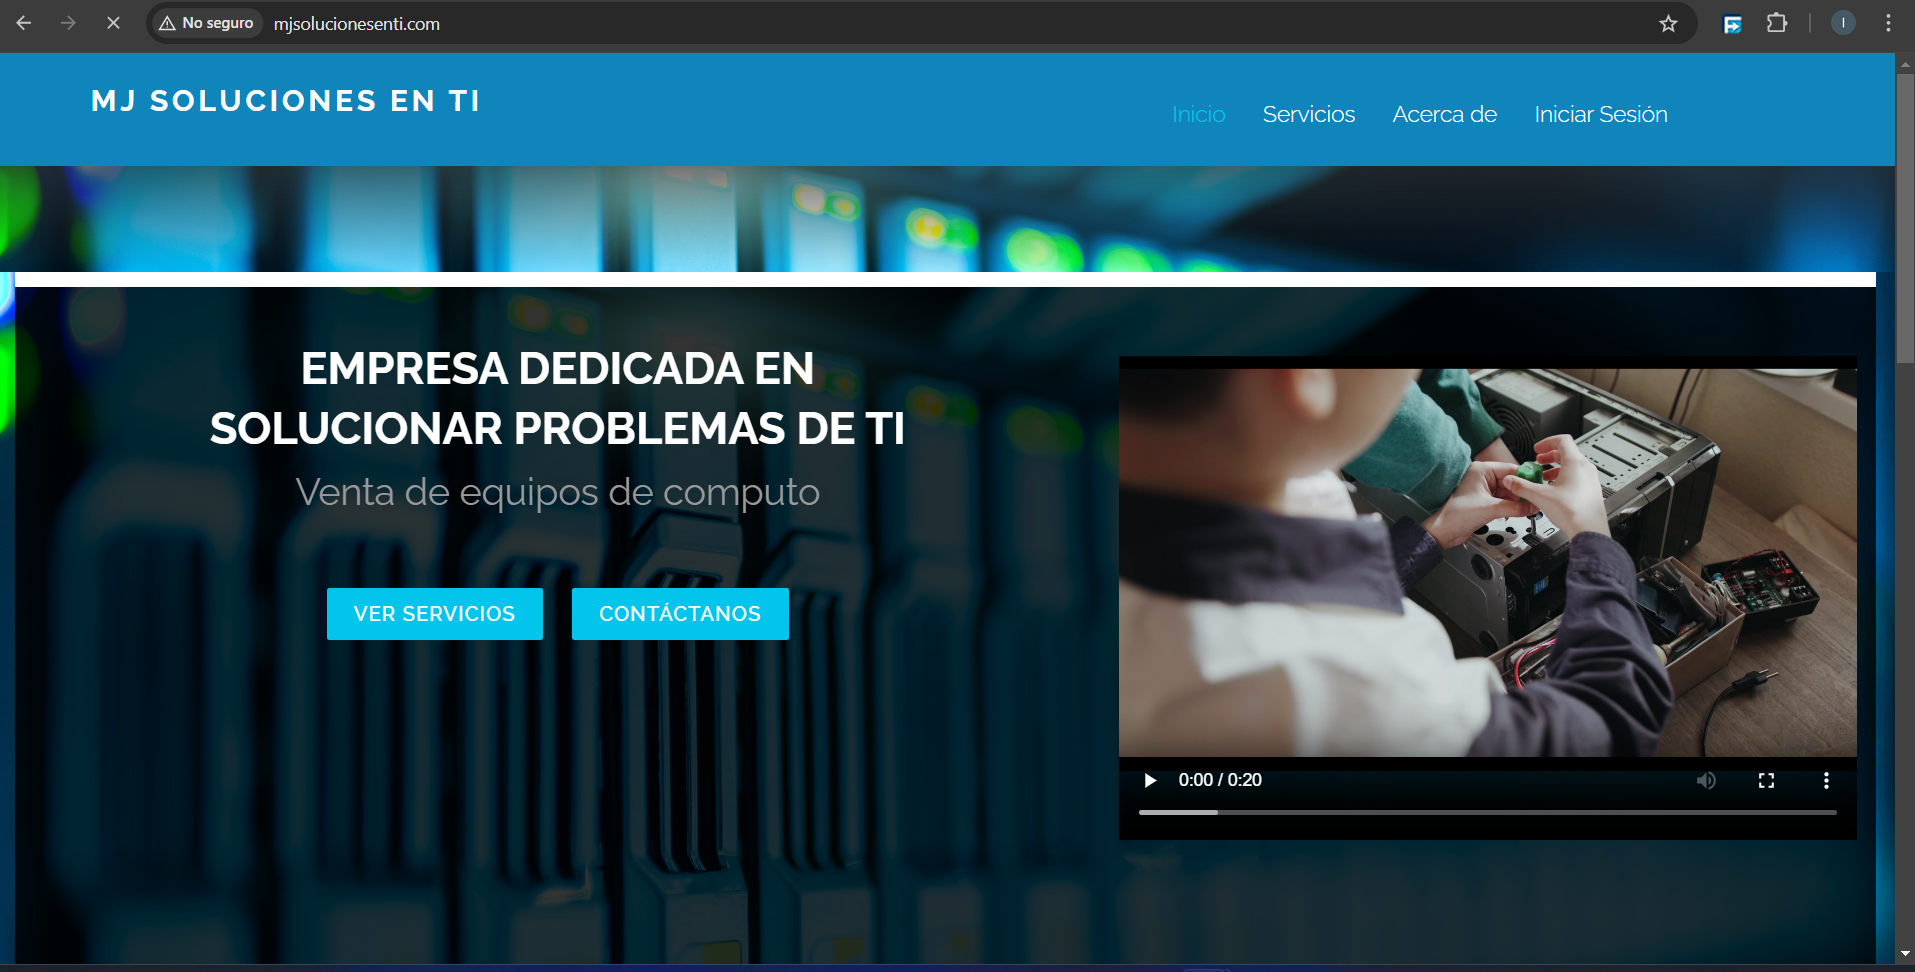 No seguro
mjsolucionesenti.com
I
MJ SOLUCIONES EN TI
Inicio
Servicios
Acerca de
Iniciar Sesión
EMPRESA DEDICADA EN
SOLUCIONAR PROBLEMAS DE TI
Venta de equipos de computo
VER SERVICIOS
CONTÁCTANOS
0:00 / 0:20